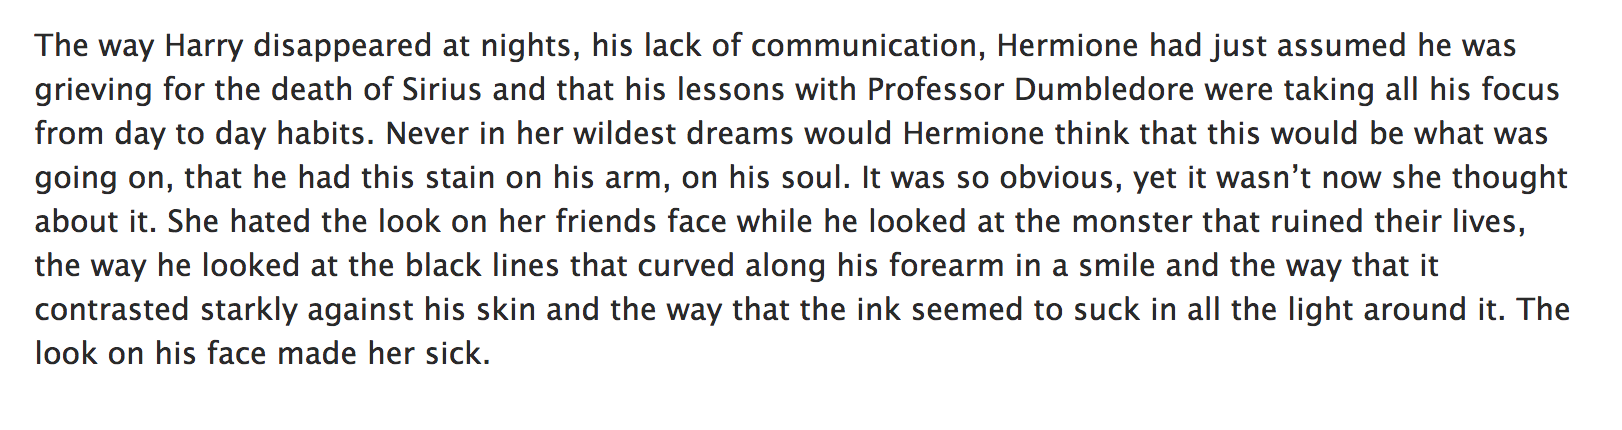 The way Harry disappeared at nights, his lack of communication, Hermione had just assumed he was
grieving for the death of Sirius and that his lessons with Professor Dumbledore were taking all his focus
from day to day habits. Never in her wildest dreams would Hermione think that this would be what was
going on, that he had this stain on his arm, on his soul. It was so obvious, yet it wasn’t now she thought
about it. She hated the look on her friends face while he looked at the monster that ruined their lives,
the way he looked at the black lines that curved along his forearm in a smile and the way that it
contrasted starkly against his skin and the way that the ink seemed to suck in all the light around it. The
look on his face made her sick.